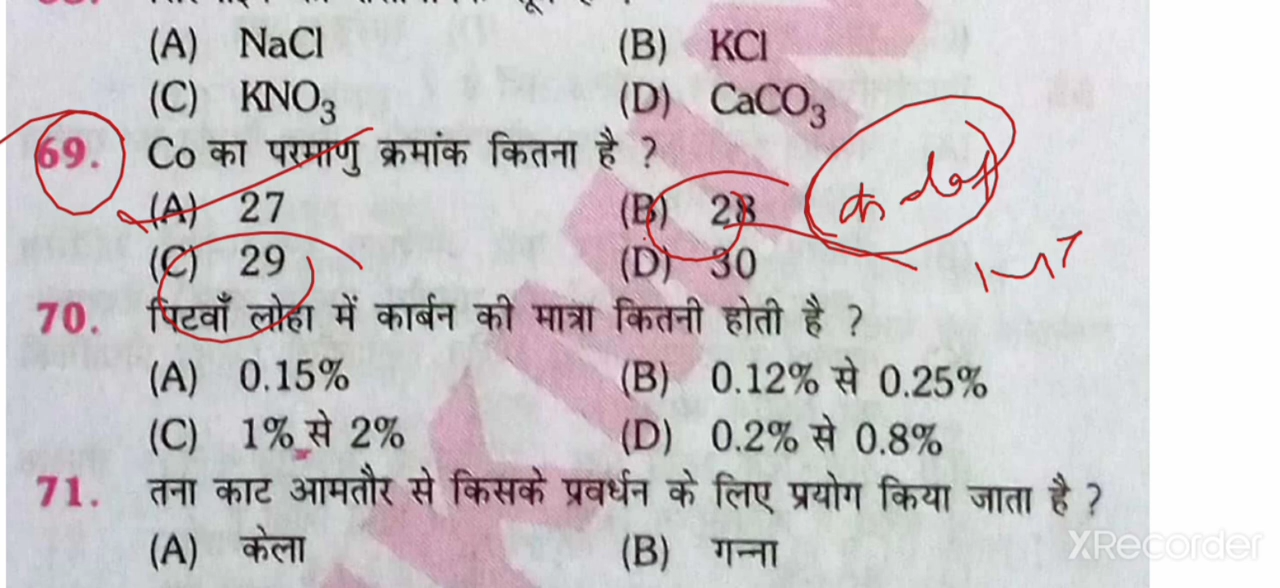 (A) NaCl (B) KCl
(C) KNO₃ (D) CaCO₃
69. Co का परमाणु क्रमांक कितना है ?
(A) 27 (B) 28
(C) 29 (D) 30
70. पिटवाँ लोहा में कार्बन की मात्रा कितनी होती है ?
(A) 0.15% (B) 0.12% से 0.25%
(C) 1% से 2% (D) 0.2% से 0.8%
71. तना काट आमतौर से किसके प्रवर्धन के लिए प्रयोग किया जाता है ?
(A) केला (B) गन्ना
XRecorder